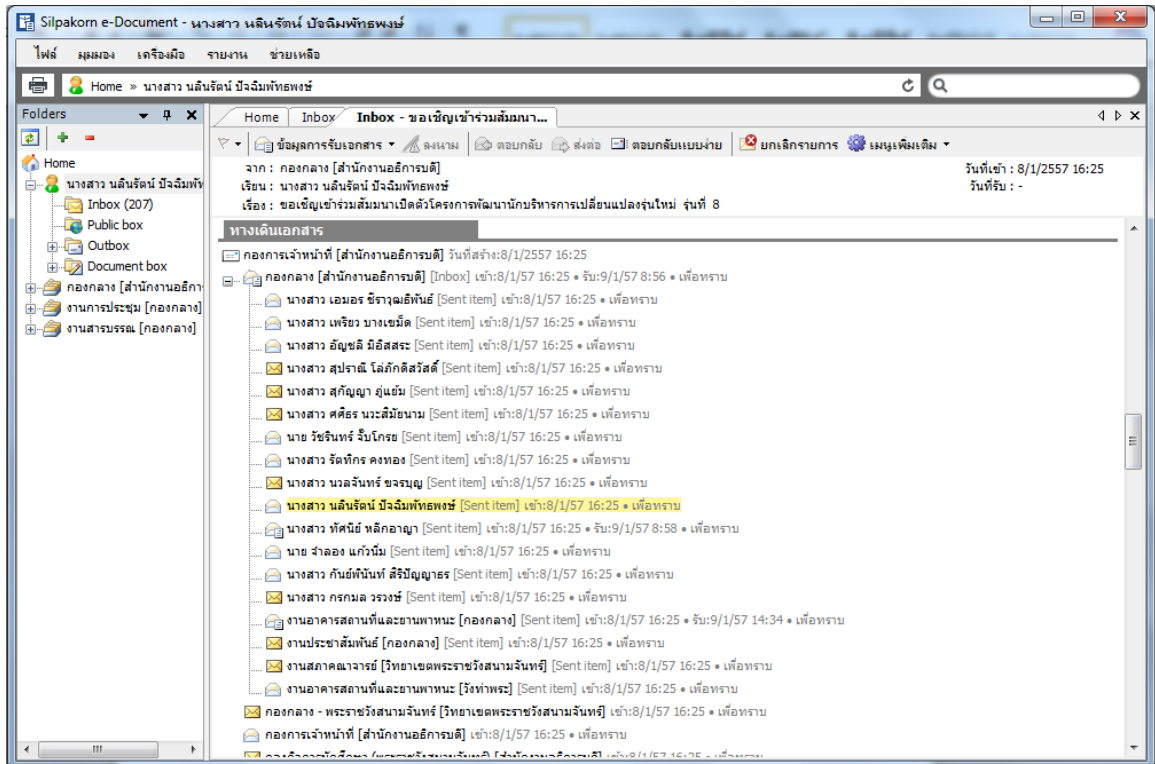 Silpakorn e-Document - นางสาว นลินรัตน์ ปัจฉิมพัทธพงษ์
ไฟล์ มุมมอง เครื่องมือ รายงาน ช่วยเหลือ
Home » นางสาว นลินรัตน์ ปัจฉิมพัทธพงษ์
Folders
Home
นางสาว นลินรัตน์ ปัจฉิมพัท
Inbox (207)
Public box
Outbox
Document box
กองกลาง [สำนักงานอธิการ
งานการประชุม [กองกลาง]
งานสารบรรณ [กองกลาง]
Home Inbox Inbox - ขอเชิญเข้าร่วมสัมมนา...
ข้อมูลการรับเอกสาร ลงนาม ตอบกลับ ส่งต่อ ตอบกลับแบบง่าย ยกเลิกรายการ เมนูเพิ่มเติม
จาก : กองกลาง [สำนักงานอธิการบดี] วันที่เข้า : 8/1/2557 16:25
เรียน : นางสาว นลินรัตน์ ปัจฉิมพัทธพงษ์ วันที่รับ : -
เรื่อง : ขอเชิญเข้าร่วมสัมมนาเปิดตัวโครงการพัฒนานักบริหารการเปลี่ยนแปลงรุ่นใหม่ รุ่นที่ 8
ทางเดินเอกสาร
กองการเจ้าหน้าที่ [สำนักงานอธิการบดี] วันที่สร้าง:8/1/2557 16:25
กองกลาง [สำนักงานอธิการบดี] [Inbox] เข้า:8/1/57 16:25 • รับ:9/1/57 8:56 • เพื่อทราบ
นางสาว เอมอร ชีราวุฒธิพันธ์ [Sent item] เข้า:8/1/57 16:25 • เพื่อทราบ
นางสาว เพรียว บางเขม็ด [Sent item] เข้า:8/1/57 16:25 • เพื่อทราบ
นางสาว อัญชลี มีอิสสระ [Sent item] เข้า:8/1/57 16:25 • เพื่อทราบ
นางสาว สุปราณี โล่ภักดีสวัสดิ์ [Sent item] เข้า:8/1/57 16:25 • เพื่อทราบ
นางสาว สุกัญญา ภู่แย้ม [Sent item] เข้า:8/1/57 16:25 • เพื่อทราบ
นางสาว ศศิธร นวะสิมัยนาม [Sent item] เข้า:8/1/57 16:25 • เพื่อทราบ
นาย วัชรินทร์ จั๊บโกรย [Sent item] เข้า:8/1/57 16:25 • เพื่อทราบ
นางสาว รัตทิกร คงทอง [Sent item] เข้า:8/1/57 16:25 • เพื่อทราบ
นางสาว นวลจันทร์ ขจรบุญ [Sent item] เข้า:8/1/57 16:25 • เพื่อทราบ
นางสาว นลินรัตน์ ปัจฉิมพัทธพงษ์ [Sent item] เข้า:8/1/57 16:25 • เพื่อทราบ
นางสาว ทัศนีย์ หลิกอาญา [Sent item] เข้า:8/1/57 16:25 • รับ:9/1/57 8:58 • เพื่อทราบ
นาย จำลอง แก้วนิ่ม [Sent item] เข้า:8/1/57 16:25 • เพื่อทราบ
นางสาว กันย์พินันท์ สิริปัญญาธร [Sent item] เข้า:8/1/57 16:25 • เพื่อทราบ
นางสาว กรกมล วรวงษ์ [Sent item] เข้า:8/1/57 16:25 • เพื่อทราบ
งานอาคารสถานที่และยานพาหนะ [กองกลาง] [Sent item] เข้า:8/1/57 16:25 • รับ:9/1/57 14:34 • เพื่อทราบ
งานประชาสัมพันธ์ [กองกลาง] [Sent item] เข้า:8/1/57 16:25 • เพื่อทราบ
งานสภาคณาจารย์ [วิทยาเขตพระราชวังสนามจันทร์] [Sent item] เข้า:8/1/57 16:25 • เพื่อทราบ
งานอาคารสถานที่และยานพาหนะ [วังท่าพระ] [Sent item] เข้า:8/1/57 16:25 • เพื่อทราบ
กองกลาง - พระราชวังสนามจันทร์ [วิทยาเขตพระราชวังสนามจันทร์] เข้า:8/1/57 16:25 • เพื่อทราบ
กองการเจ้าหน้าที่ [สำนักงานอธิการบดี] เข้า:8/1/57 16:25 • เพื่อทราบ
กองกิจการนักศึกษา (พระราชวังสนามจันทร์) [สำนักงานอธิการบดี] เข้า:8/1/57 16:25 • เพื่อทราบ